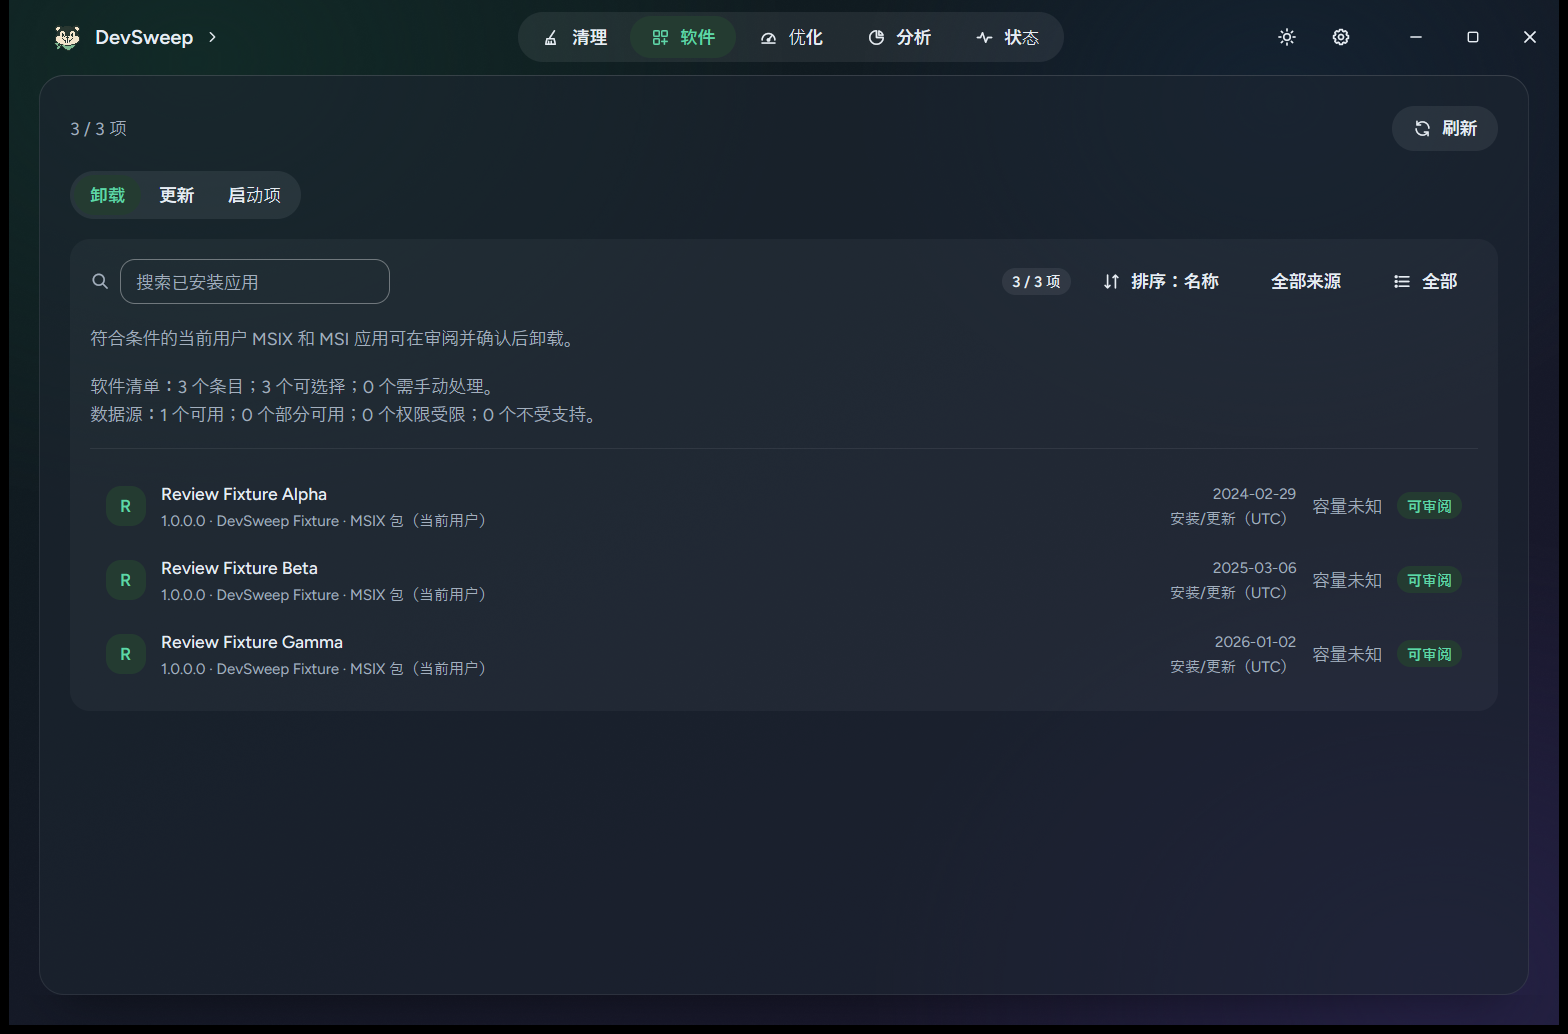 DevSweep
清理
软件
优化
分析
状态
3 / 3 项
刷新
卸载
更新
启动项
搜索已安装应用
3 / 3 项
排序：名称
全部来源
全部
符合条件的当前用户 MSIX 和 MSI 应用可在审阅并确认后卸载。
软件清单：3 个条目；3 个可选择；0 个需手动处理。
数据源：1 个可用；0 个部分可用；0 个权限受限；0 个不受支持。
R
Review Fixture Alpha
1.0.0.0 · DevSweep Fixture · MSIX 包（当前用户）
2024-02-29
安装/更新（UTC）
容量未知
可审阅
R
Review Fixture Beta
1.0.0.0 · DevSweep Fixture · MSIX 包（当前用户）
2025-03-06
安装/更新（UTC）
容量未知
可审阅
R
Review Fixture Gamma
1.0.0.0 · DevSweep Fixture · MSIX 包（当前用户）
2026-01-02
安装/更新（UTC）
容量未知
可审阅